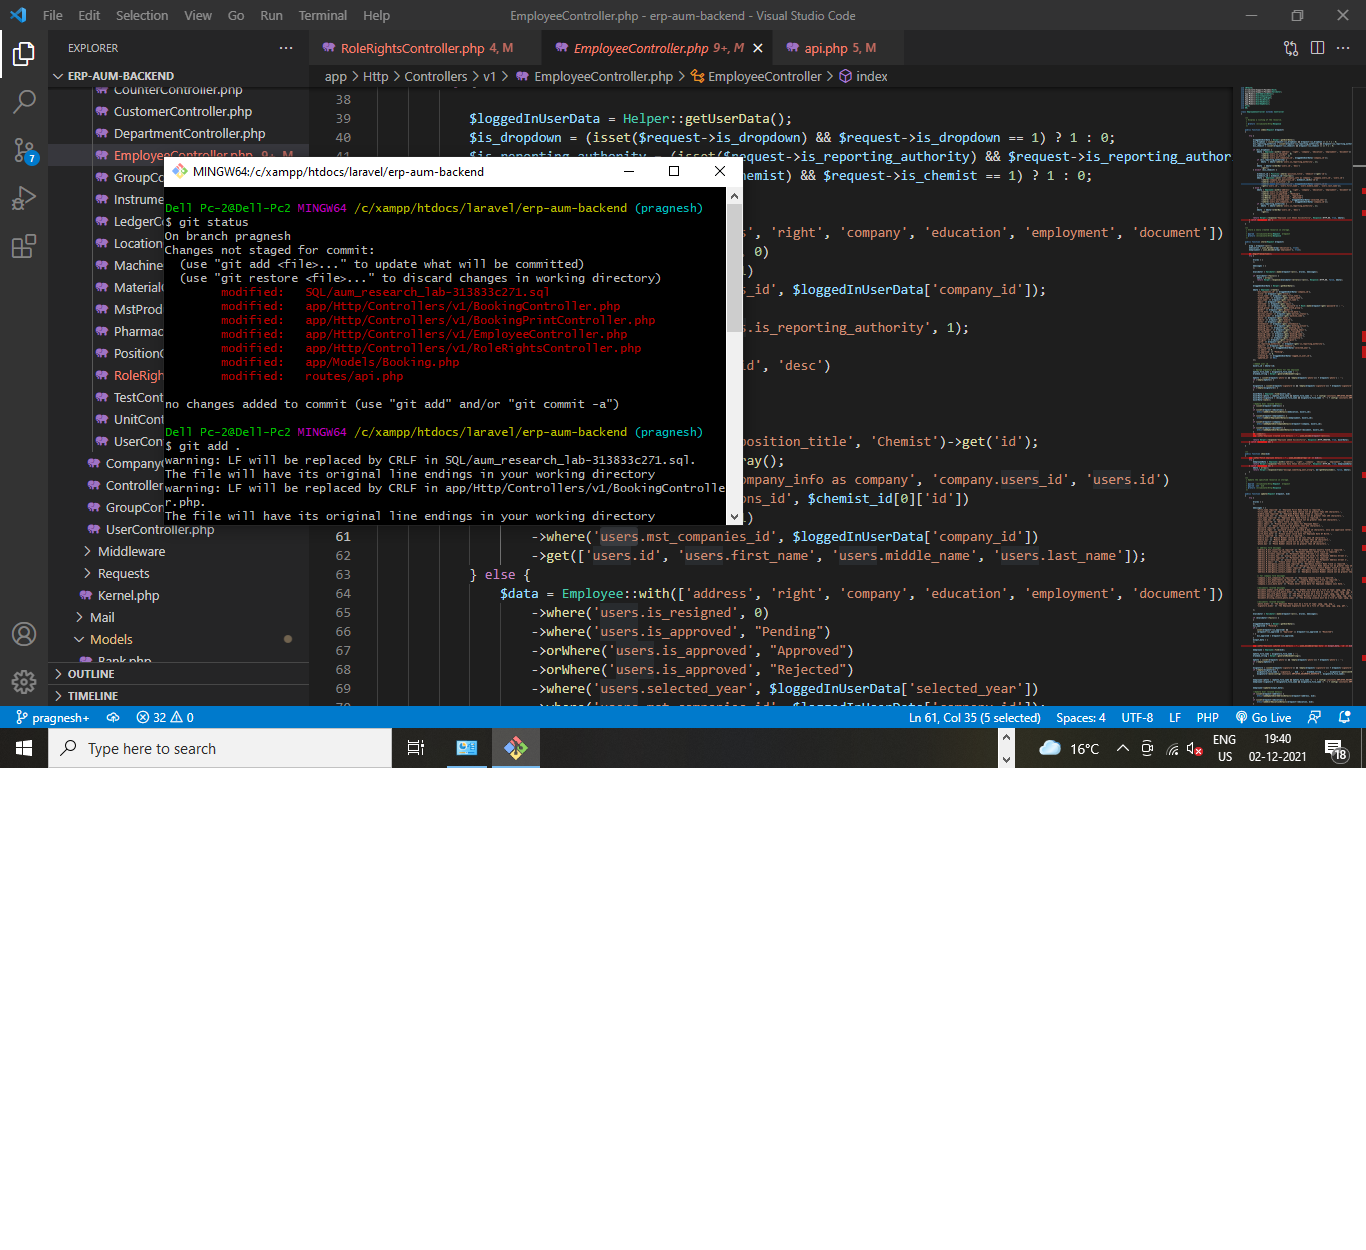 File Edit Selection View Go Run Terminal Help
EmployeeController.php - erp-aum-backend - Visual Studio Code
EXPLORER
RoleRightsController.php 4, M
EmployeeController.php 9+, M
api.php 5, M
ERP-AUM-BACKEND
app > Http > Controllers > v1 > EmployeeController.php > EmployeeController > index
CounterController.php
CustomerController.php
DepartmentController.php
EmployeeController.php 9+, M
GroupCo
Instrume
LedgerCo
Location
Machine
Material
MstProd
Pharmac
Position
RoleRigh
TestCont
UnitCont
UserCon
Company
Controller
GroupCon
UserController.php
Middleware
Requests
Kernel.php
Mail
Models
Bank.php
OUTLINE
TIMELINE
38
39 $loggedInUserData = Helper::getUserData();
40 $is_dropdown = (isset($request->is_dropdown) && $request->is_dropdown == 1) ? 1 : 0;
41 $is_reporting_authority = (isset($request->is_reporting_authority) && $request->is_reporting_author
hemist) && $request->is_chemist == 1) ? 1 : 0;
MINGW64:/c/xampp/htdocs/laravel/erp-aum-backend
Dell Pc-2@Dell-Pc2 MINGW64 /c/xampp/htdocs/laravel/erp-aum-backend (pragnesh)
$ git status
On branch pragnesh
Changes not staged for commit:
(use "git add <file>..." to update what will be committed)
(use "git restore <file>..." to discard changes in working directory)
modified: SQL/aum_research_lab-313833c271.sql
modified: app/Http/Controllers/v1/BookingController.php
modified: app/Http/Controllers/v1/BookingPrintController.php
modified: app/Http/Controllers/v1/EmployeeController.php
modified: app/Http/Controllers/v1/RoleRightsController.php
modified: app/Models/Booking.php
modified: routes/api.php
no changes added to commit (use "git add" and/or "git commit -a")
Dell Pc-2@Dell-Pc2 MINGW64 /c/xampp/htdocs/laravel/erp-aum-backend (pragnesh)
$ git add .
warning: LF will be replaced by CRLF in SQL/aum_research_lab-313833c271.sql.
The file will have its original line endings in your working directory
warning: LF will be replaced by CRLF in app/Http/Controllers/v1/BookingControlle
r.php.
The file will have its original line endings in your working directory
s', 'right', 'company', 'education', 'employment', 'document'])
0)
)
s_id', $loggedInUserData['company_id']);
s.is_reporting_authority', 1);
id', 'desc')
position_title', 'Chemist')->get('id');
ray();
ompany_info as company', 'company.users_id', 'users.id')
ons_id', $chemist_id[0]['id'])
1)
61 ->where('users.mst_companies_id', $loggedInUserData['company_id'])
62 ->get(['users.id', 'users.first_name', 'users.middle_name', 'users.last_name']);
63 } else {
64 $data = Employee::with(['address', 'right', 'company', 'education', 'employment', 'document'])
65 ->where('users.is_resigned', 0)
66 ->where('users.is_approved', "Pending")
67 ->orWhere('users.is_approved', "Approved")
68 ->orWhere('users.is_approved', "Rejected")
69 ->where('users.selected_year', $loggedInUserData['selected_year'])
70 ->where('users.mst_companies_id', $loggedInUserData['company_id']);
7
pragnesh+ 32 0
Ln 61, Col 35 (5 selected) Spaces: 4 UTF-8 LF PHP Go Live
Type here to search
16°C
ENG
US
19:40
02-12-2021
18